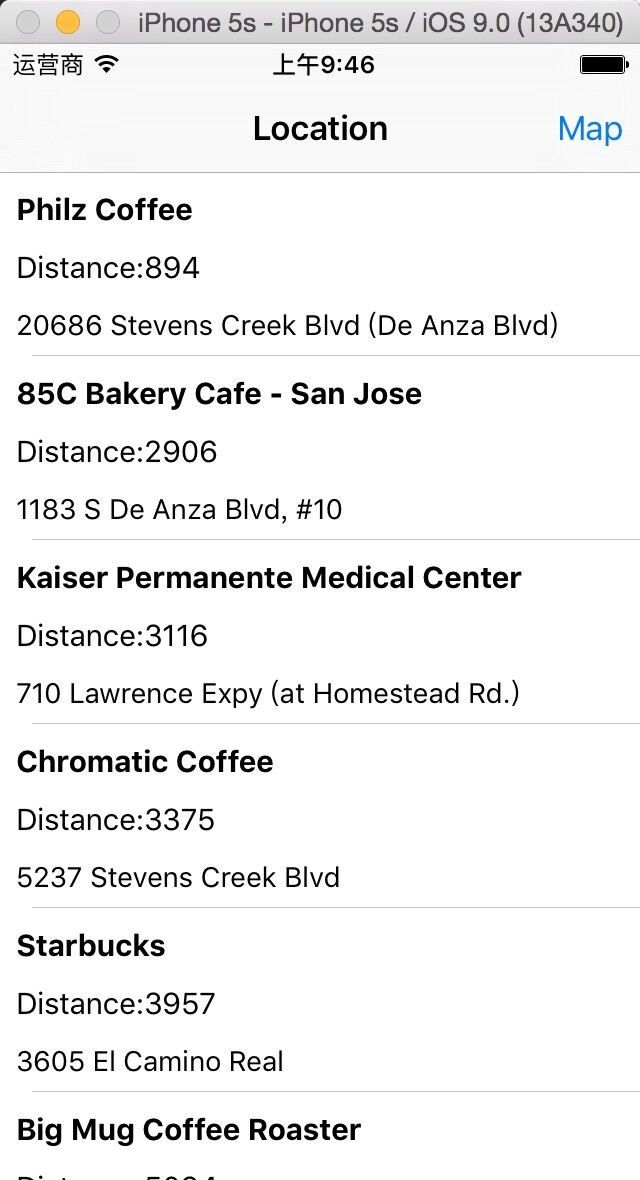 iPhone 5s - iPhone 5s / iOS 9.0 (13A340)
运营商 上午9:46
Location Map
Philz Coffee
Distance:894
20686 Stevens Creek Blvd (De Anza Blvd)
85C Bakery Cafe - San Jose
Distance:2906
1183 S De Anza Blvd, #10
Kaiser Permanente Medical Center
Distance:3116
710 Lawrence Expy (at Homestead Rd.)
Chromatic Coffee
Distance:3375
5237 Stevens Creek Blvd
Starbucks
Distance:3957
3605 El Camino Real
Big Mug Coffee Roaster